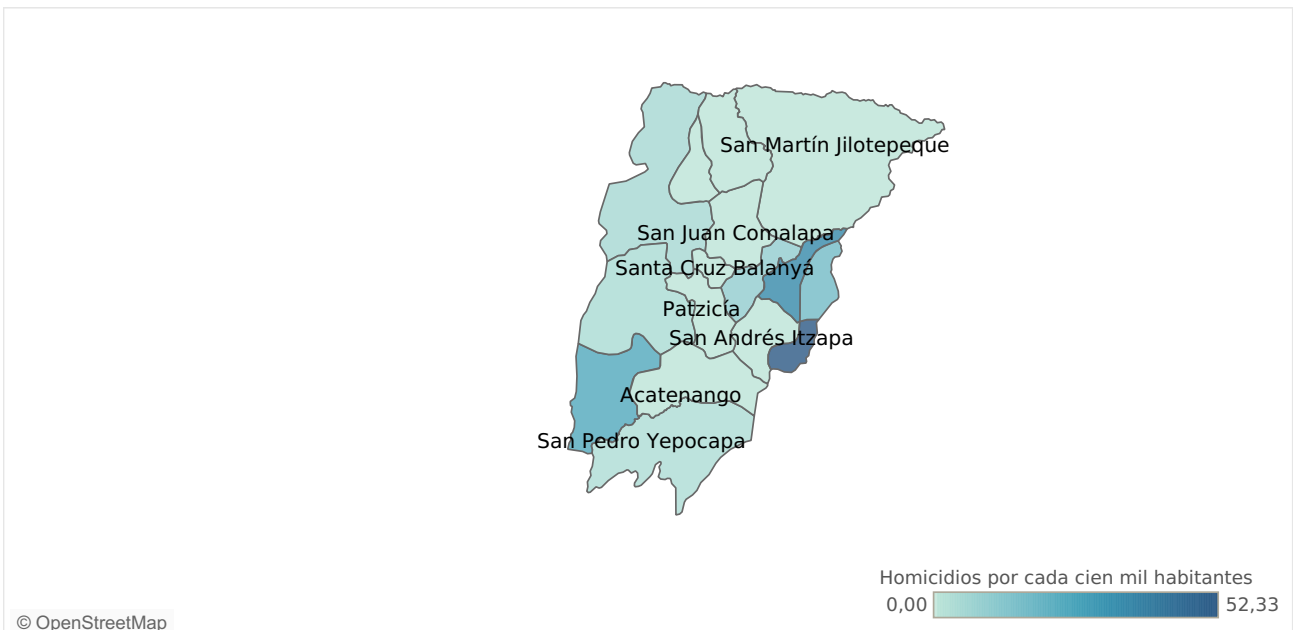 San Martín Jilotepeque
San Juan Comalapa
Santa Cruz Balanyá
Patzicía
San Andrés Itzapa
Acatenango
San Pedro Yepocapa
Homicidios por cada cien mil habitantes
0,00 52,33
© OpenStreetMap